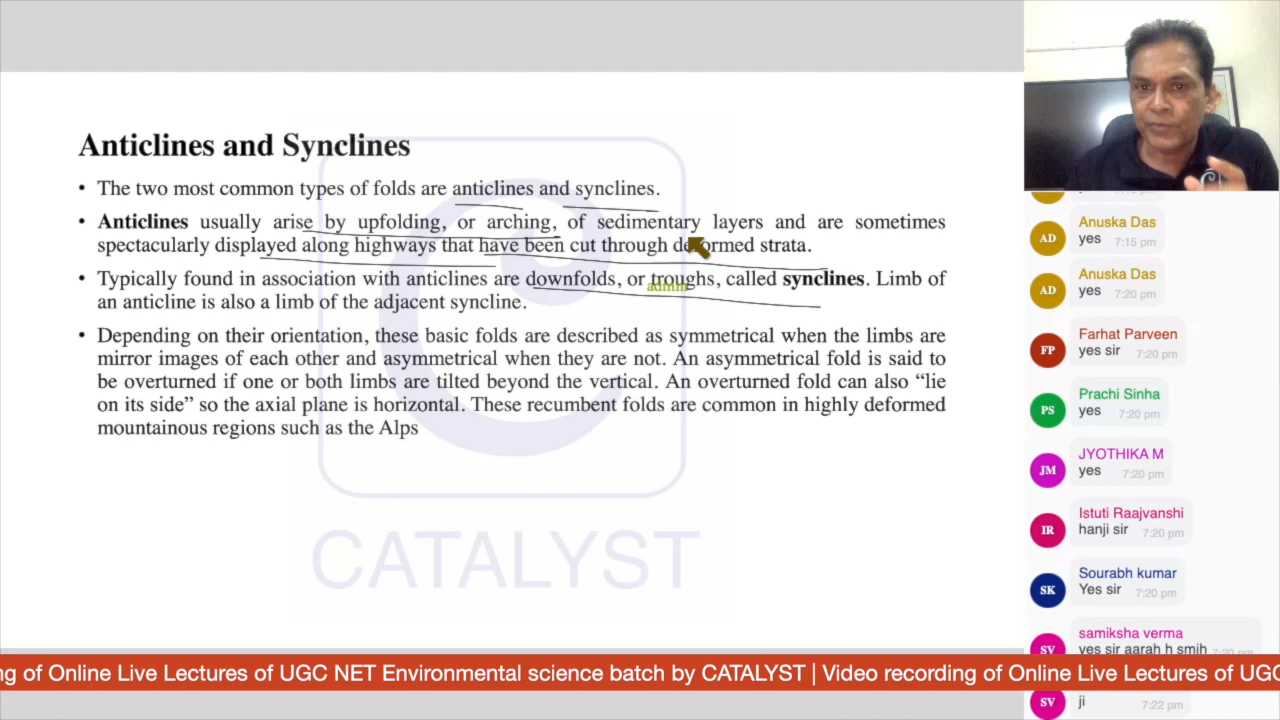 Anticlines and Synclines
• The two most common types of folds are anticlines and synclines.
• Anticlines usually arise by upfolding, or arching, of sedimentary layers and are sometimes
spectacularly displayed along highways that have been cut through deformed strata.
• Typically found in association with anticlines are downfolds, or troughs, called synclines. Limb of
an anticline is also a limb of the adjacent syncline.
• Depending on their orientation, these basic folds are described as symmetrical when the limbs are
mirror images of each other and asymmetrical when they are not. An asymmetrical fold is said to
be overturned if one or both limbs are tilted beyond the vertical. An overturned fold can also “lie
on its side” so the axial plane is horizontal. These recumbent folds are common in highly deformed
mountainous regions such as the Alps
admin
CATALYST
AD
Anuska Das
yes 7:15 pm
AD
Anuska Das
yes 7:20 pm
FP
Farhat Parveen
yes sir 7:20 pm
PS
Prachi Sinha
yes 7:20 pm
JM
JYOTHIKA M
yes 7:20 pm
IR
Istuti Raajvanshi
hanji sir 7:20 pm
SK
Sourabh kumar
Yes sir 7:20 pm
SV
samiksha verma
yes sir aarah h smjh 7:20 pm
ng of Online Live Lectures of UGC NET Environmental science batch by CATALYST | Video recording of Online Live Lectures of UGC
SV
ji 7:22 pm